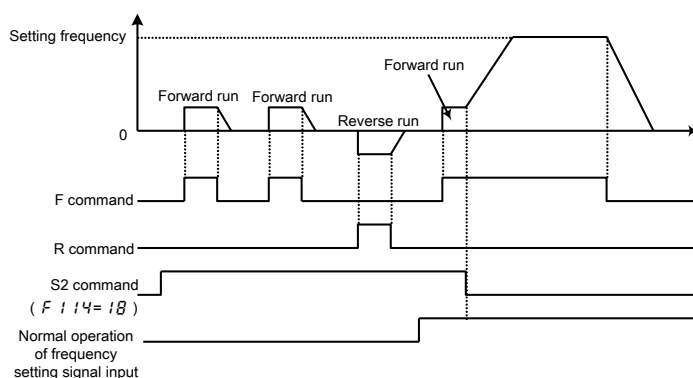 Setting frequency
Forward run
Forward run
Forward run
Reverse run
0
F command
R command
S2 command
( F 114= 18 )
Normal operation
of frequency
setting signal input